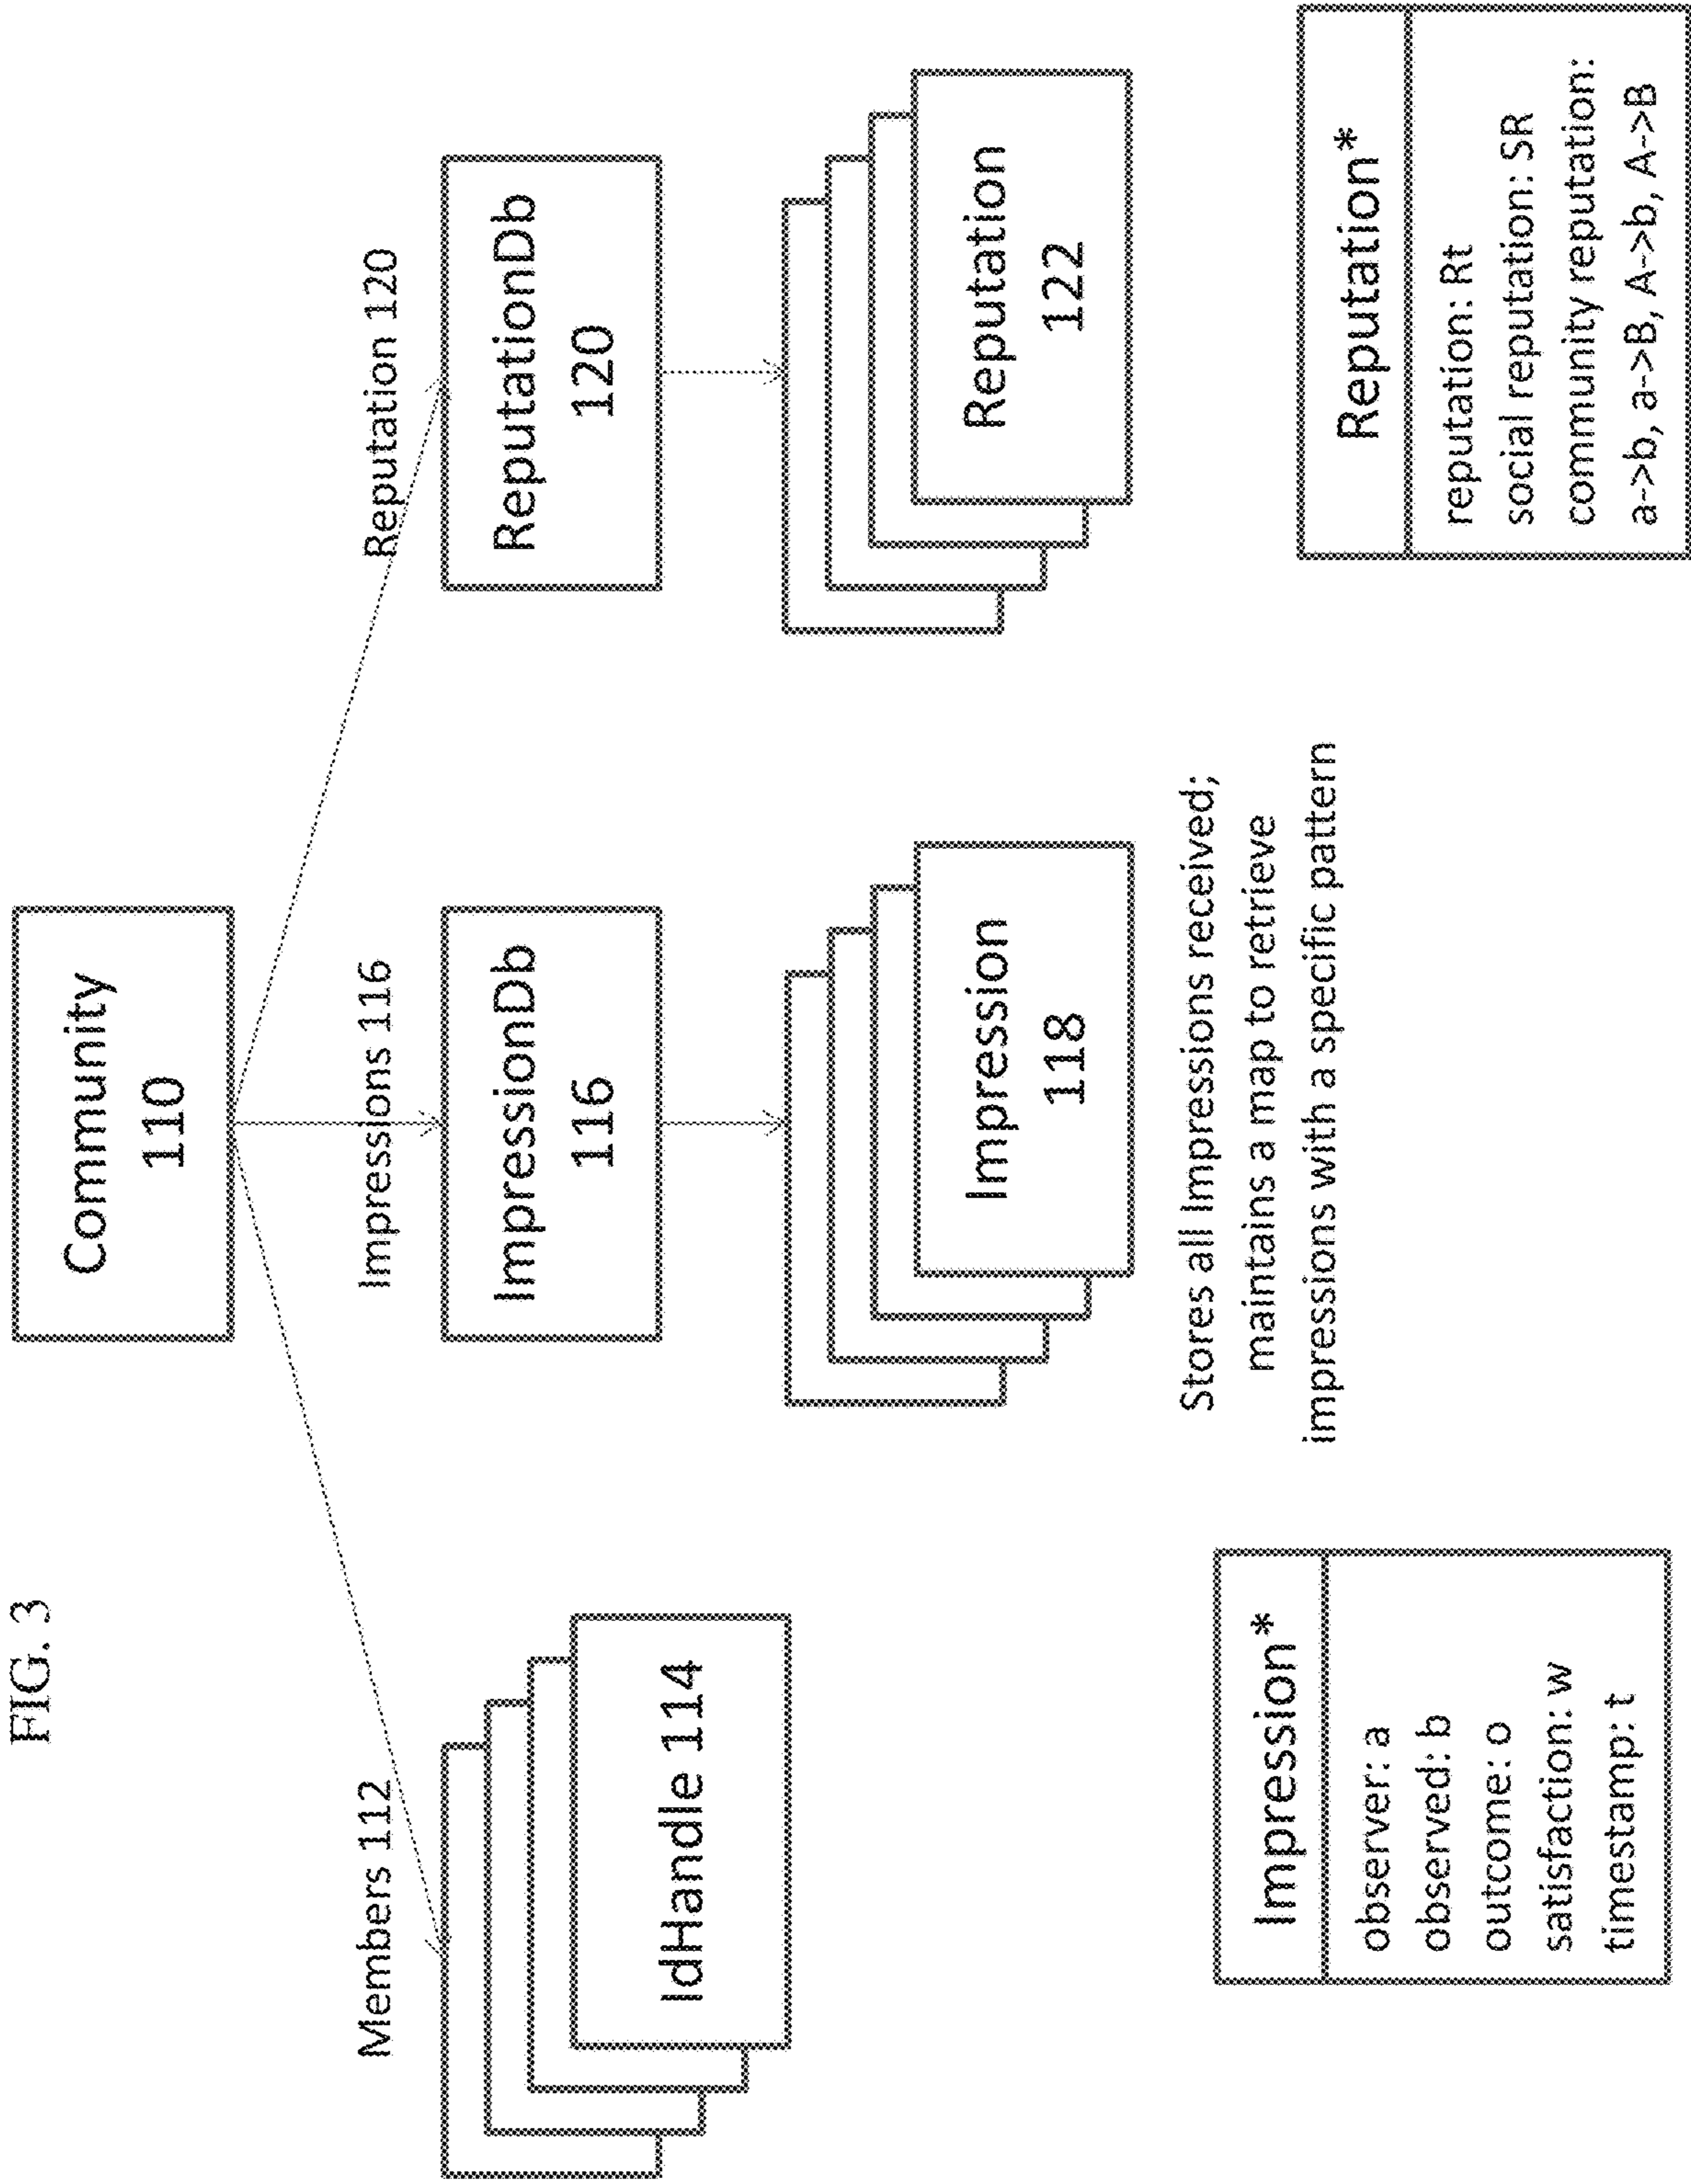 FIG. 3
Community
110
Members 112
Impressions 116
Reputation 120
IdHandle 114
ImpressionDb
116
ReputationDb
120
Impression
118
Reputation
122
Stores all Impressions received;
maintains a map to retrieve
impressions with a specific pattern
Impression*
observer: a
observed: b
outcome: o
satisfaction: w
timestamp: t
Reputation*
reputation: Rt
social reputation: SR
community reputation:
a->b, a->B, A->b, A->B